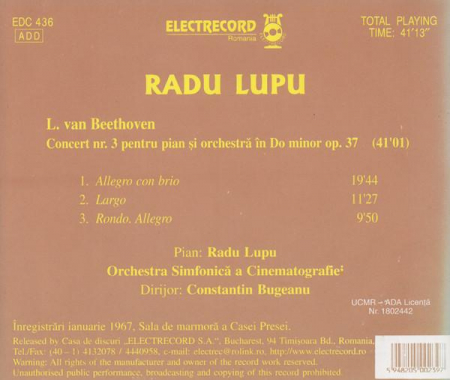 EDC 436
ADD
ELECTRECORD
Romania
TOTAL PLAYING
TIME: 41'13"
RADU LUPU
L. van Beethoven
Concert nr. 3 pentru pian și orchestră în Do minor op. 37 (41'01)
1. Allegro con brio 19'44
2. Largo 11'27
3. Rondo. Allegro 9'50
Pian: Radu Lupu
Orchestra Simfonică a Cinematografie²
Dirijor: Constantin Bugeanu
UCMR – ADA Licență
Nr. 1802442
Înregistrări ianuarie 1967, Sala de marmoră a Casei Presei.
Released by Casa de discuri „ELECTRECORD S.A.", Bucharest, 94 Timișoara Bd., Romania,
Tel./Fax: (40 – 1) 4132078 / 4440958, e-mail: electrec@mlink.ro, http://www.electrecord.ro
Warning: All rights of the manufacturer and owner of the recorded work reserved.
Unauthorised public performance, broadcasting and copying of this record prohibited.